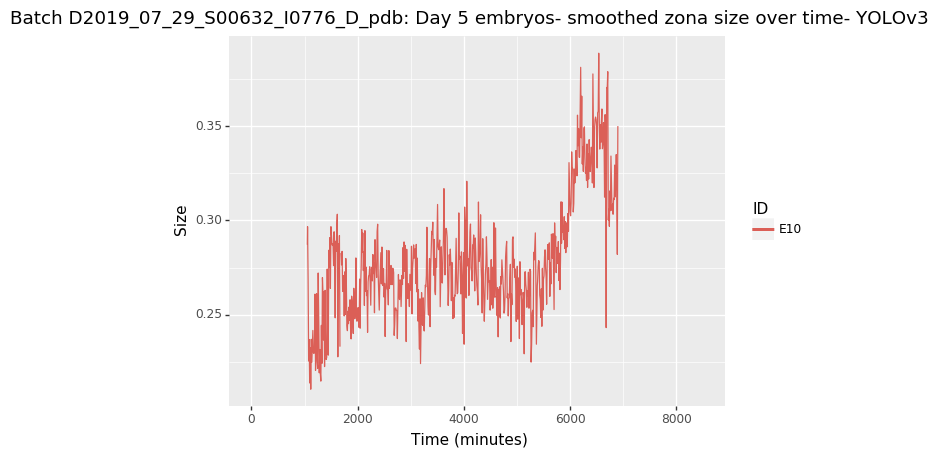 Batch D2019_07_29_S00632_I0776_D_pdb: Day 5 embryos- smoothed zona size over time- YOLOv3
0.35
0.30
0.25
Size
0
2000
4000
6000
8000
Time (minutes)
ID
E10